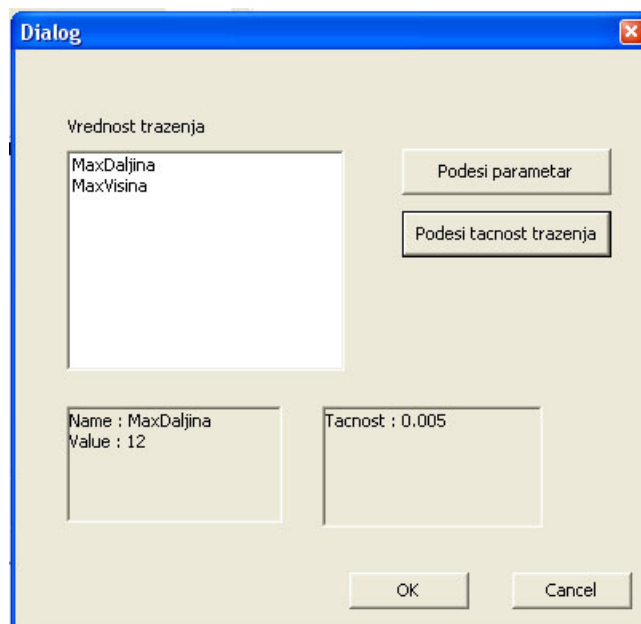 Dialog
Vrednost trazenja
MaxDaljina
MaxVisina
Podesi parametar
Podesi tacnost trazenja
Name : MaxDaljina
Value : 12
Tacnost : 0.005
OK
Cancel